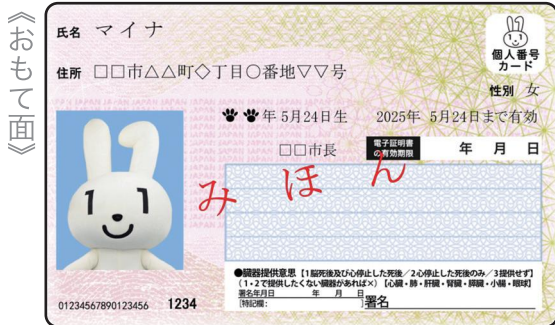 《おもて面》
氏名 マイナ
個人番号
カード
住所 □□市△△町◇丁目○番地▽▽号
性別 女
年 5月24日生 2025年 5月24日まで有効
□□市長 電子証明書の有効期限 年 月 日
みほん
1 1
●臓器提供意思【1脳死後及び心停止した死後/2心停止した死後のみ/3提供せず】
(1・2で提供したくない臓器があれば×)【心臓・肺・肝臓・腎臓・膵臓・小腸・眼球】
署名年月日 年 月 日
[特記欄: ]署名
01234567890123456 1234